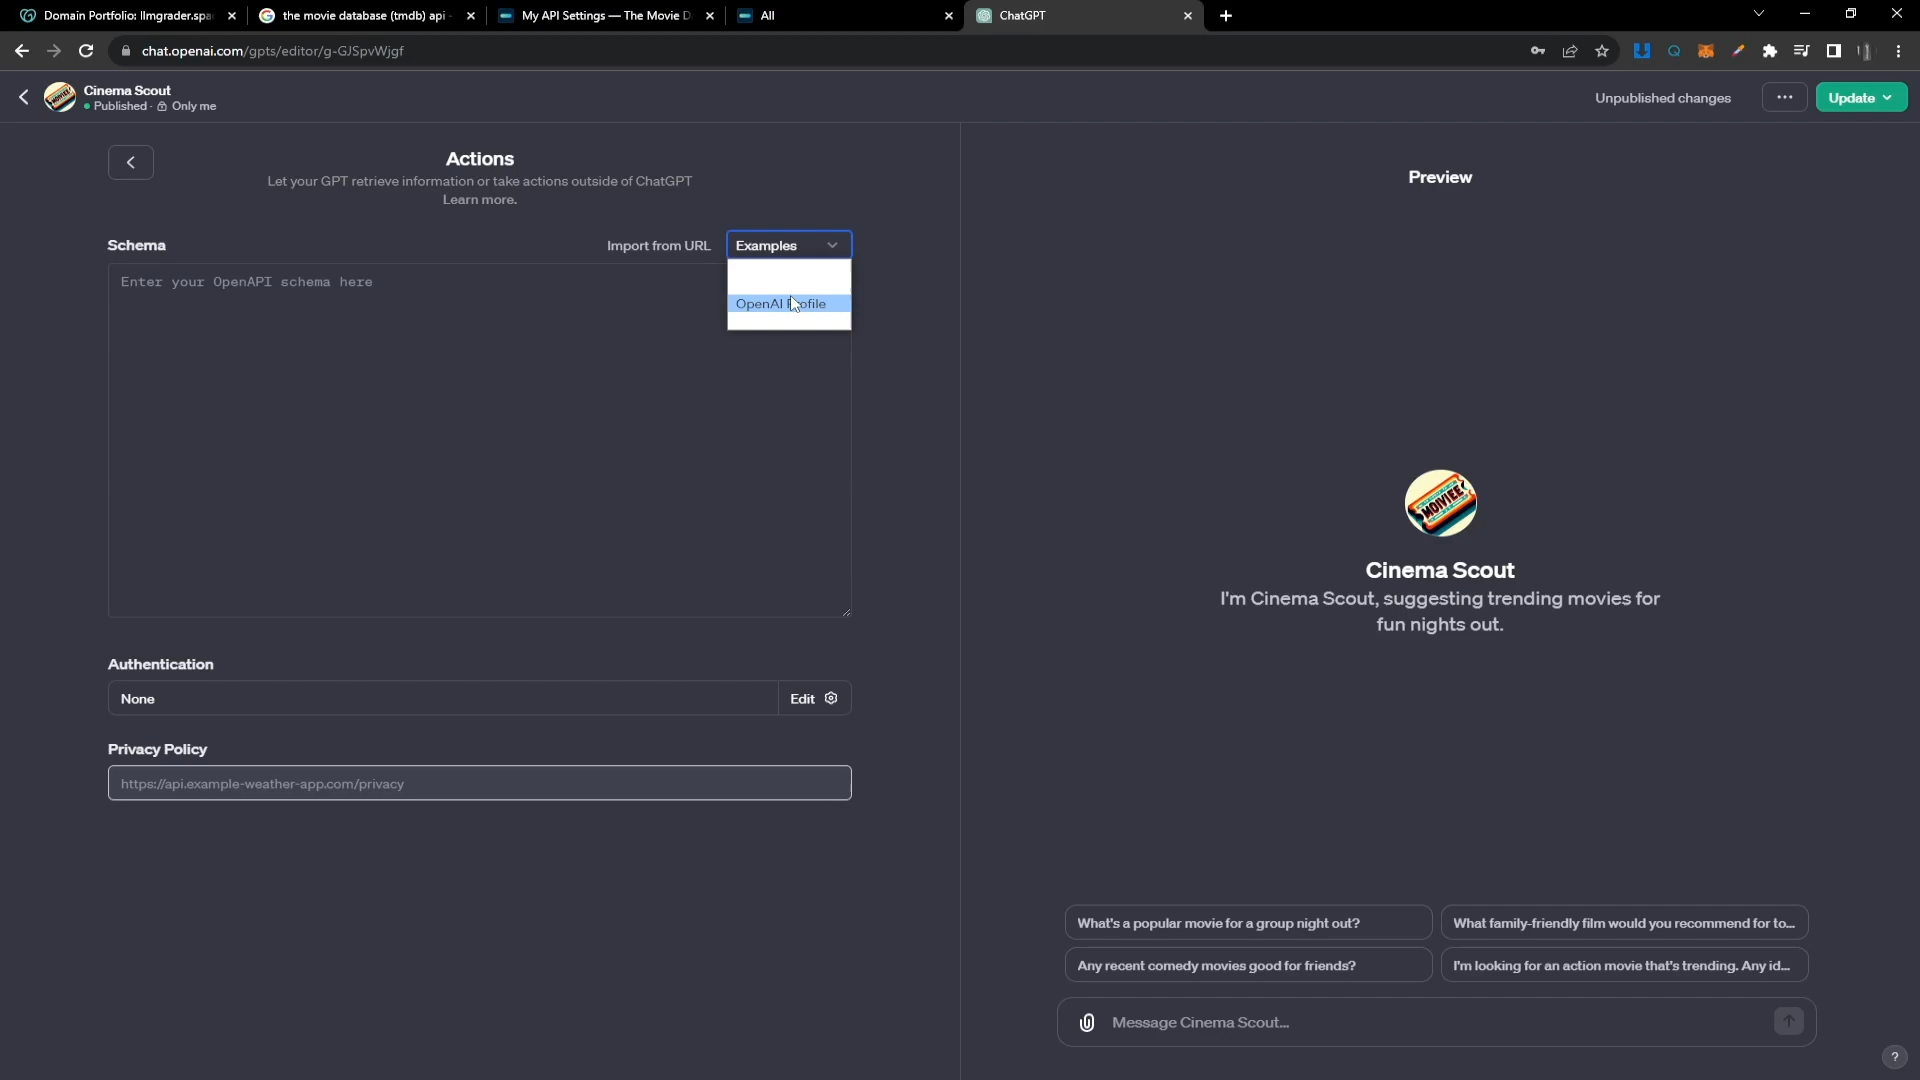 Domain Portfolio: llmgrader.spa
the movie database (tmdb) api -
My API Settings — The Movie D
All
ChatGPT
chat.openai.com/gpts/editor/g-GJSpvWjgf
Cinema Scout
Published · Only me
Unpublished changes
Update
Actions
Let your GPT retrieve information or take actions outside of ChatGPT
Learn more.
Preview
Schema
Import from URL
Examples
Enter your OpenAPI schema here
OpenAI Profile
MOIVIEE
Cinema Scout
I'm Cinema Scout, suggesting trending movies for
fun nights out.
Authentication
None
Edit
Privacy Policy
https://api.example-weather-app.com/privacy
What's a popular movie for a group night out?
What family-friendly film would you recommend for to...
Any recent comedy movies good for friends?
I'm looking for an action movie that's trending. Any id...
Message Cinema Scout...
?